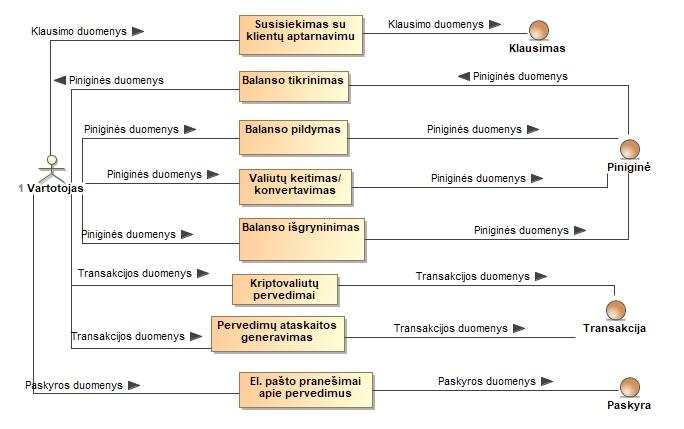 Klausimo duomenys
Susisiekimas su
klientų aptarnavimu
Klausimo duomenys
Klausimas
Piniginės duomenys
Balanso tikrinimas
Piniginės duomenys
Piniginės duomenys
Balanso pildymas
Piniginės duomenys
Piniginė
1 Vartotojas
Piniginės duomenys
Valiutų keitimas/
konvertavimas
Piniginės duomenys
Piniginės duomenys
Balanso išgryninimas
Piniginės duomenys
Transakcijos duomenys
Kriptovaliutų
pervedimai
Transakcijos duomenys
Transakcija
Transakcijos duomenys
Pervedimų ataskaitos
generavimas
Transakcijos duomenys
Paskyros duomenys
El. pašto pranešimai
apie pervedimus
Paskyros duomenys
Paskyra